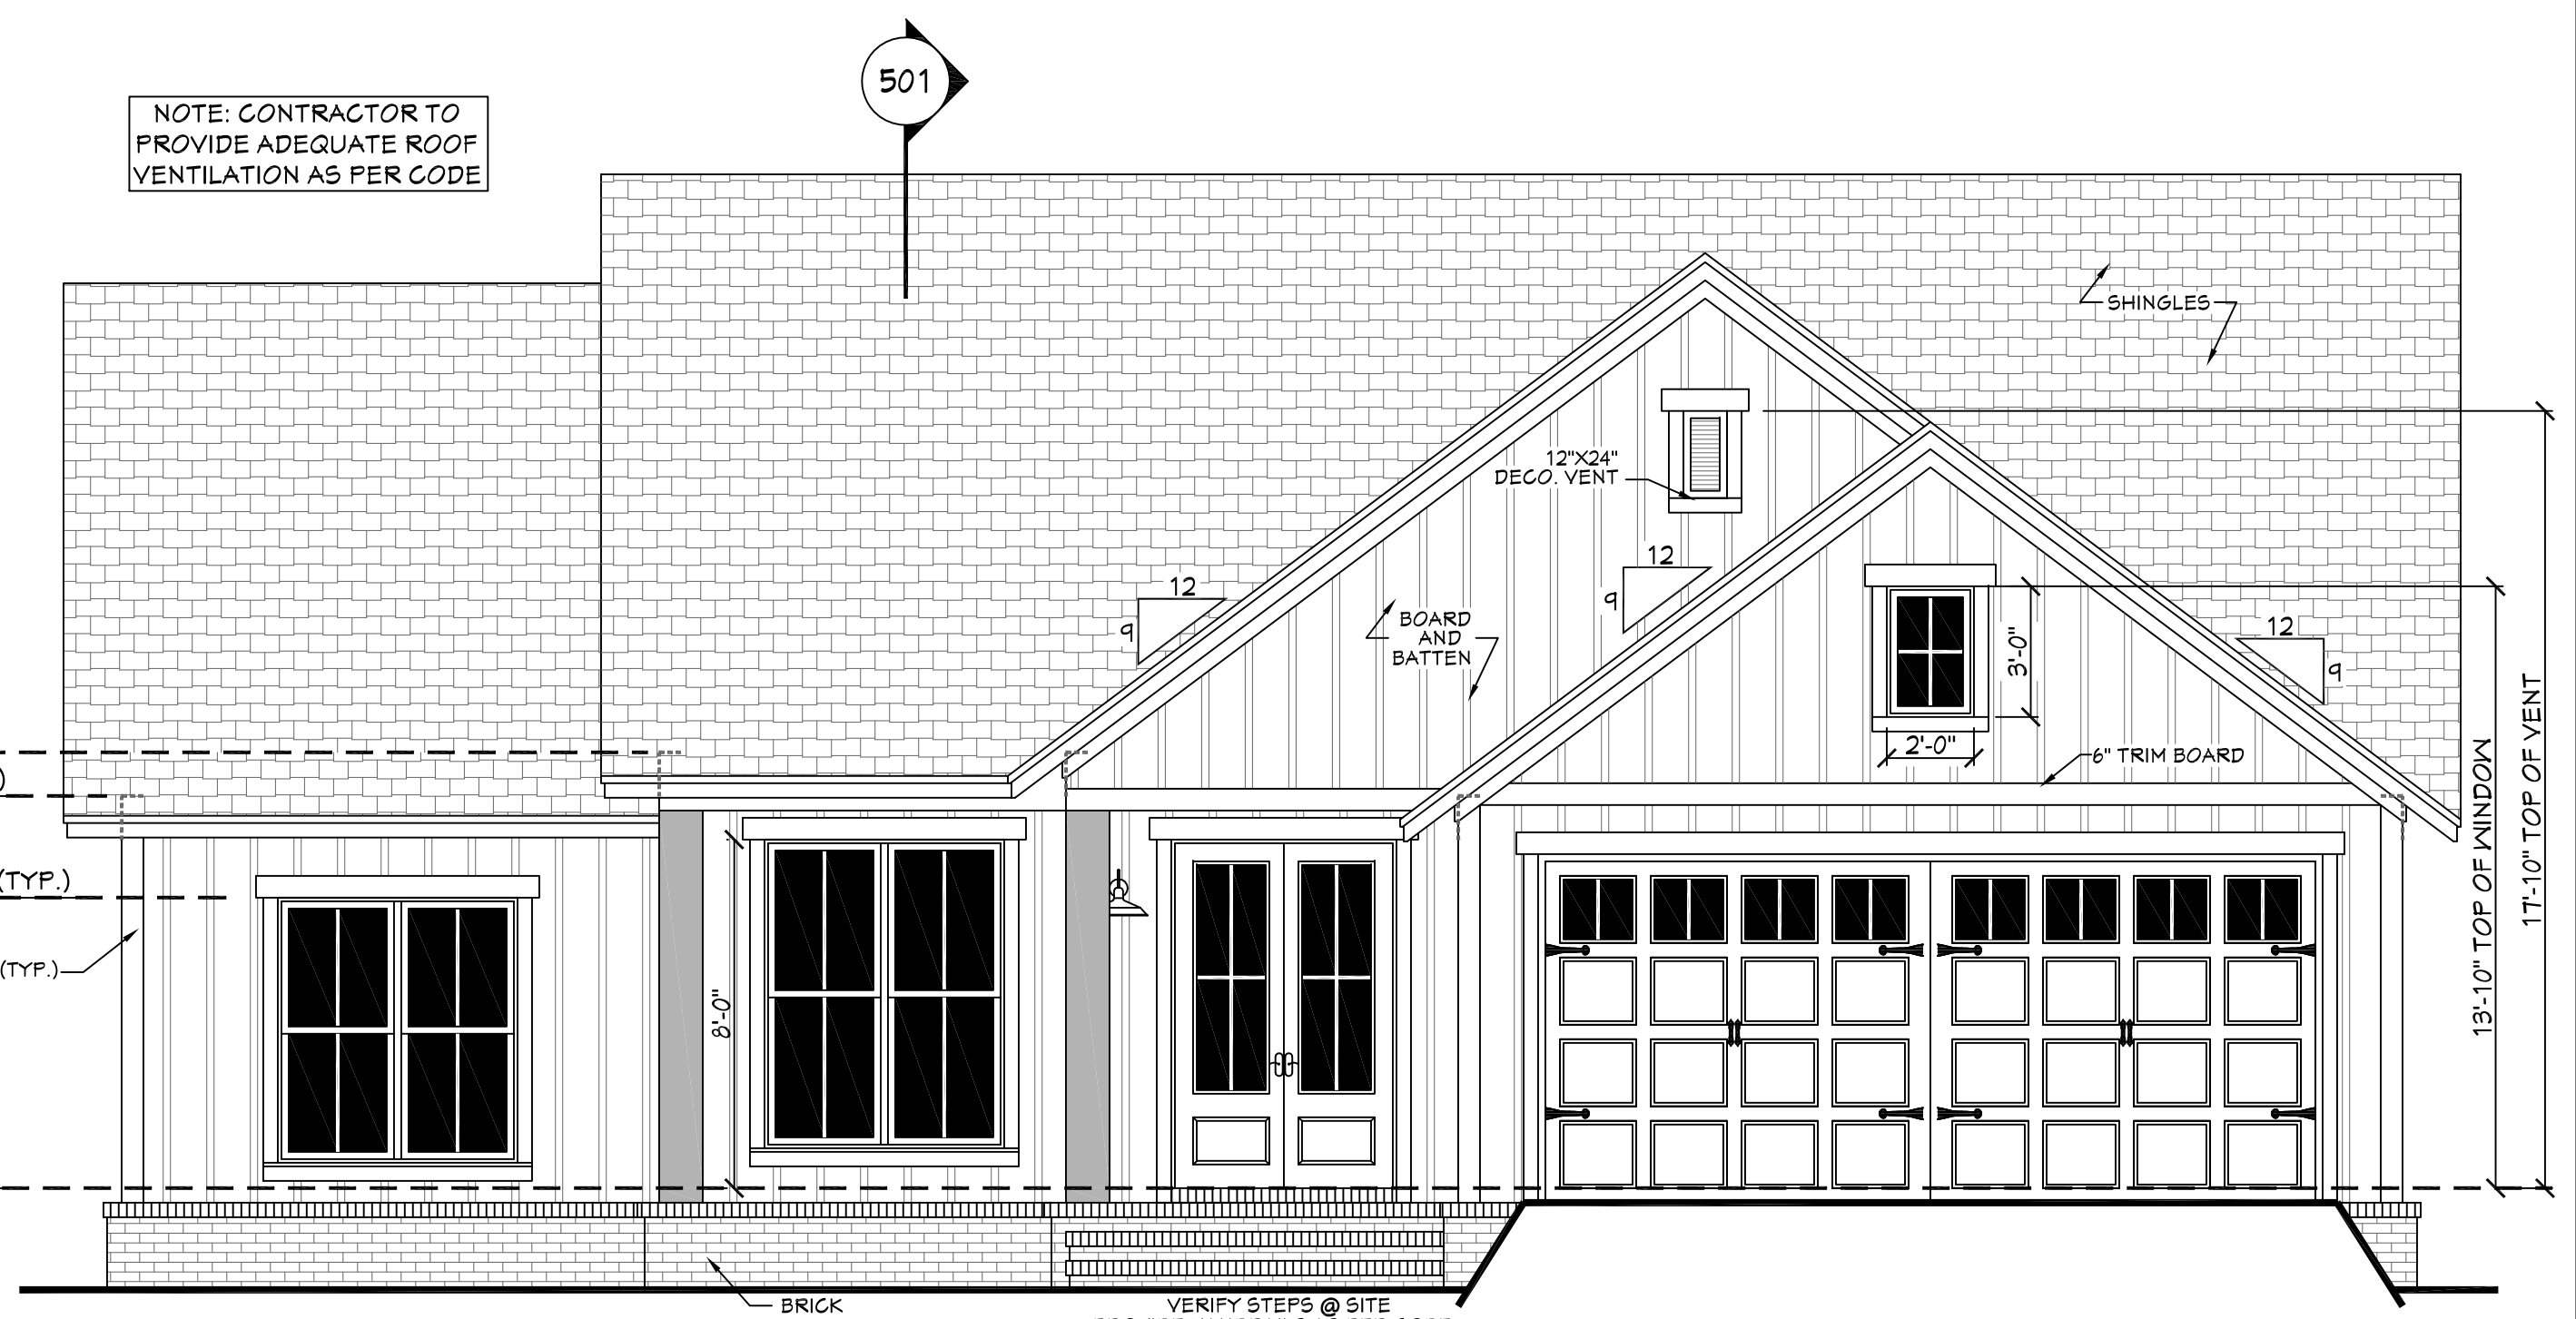 501
NOTE: CONTRACTOR TO
PROVIDE ADEQUATE ROOF
VENTILATION AS PER CODE
SHINGLES
12"X24"
DECO. VENT
12
9
12
9
BOARD
AND
BATTEN
12
9
3'-0"
2'-0"
6" TRIM BOARD
13'-10" TOP OF WINDOW
17'-10" TOP OF VENT
(TYP.)
(TYP.)
8'-0"
BRICK
VERIFY STEPS @ SITE